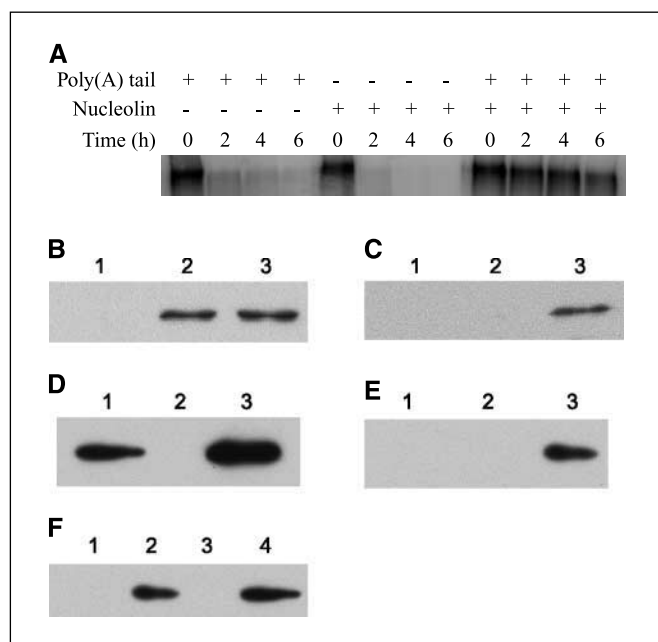 A
Poly(A) tail + + + + - - - - + + + +
Nucleolin - - - - + + + + + + + +
Time (h) 0 2 4 6 0 2 4 6 0 2 4 6
B
1 2 3
C
1 2 3
D
1 2 3
E
1 2 3
F
1 2 3 4